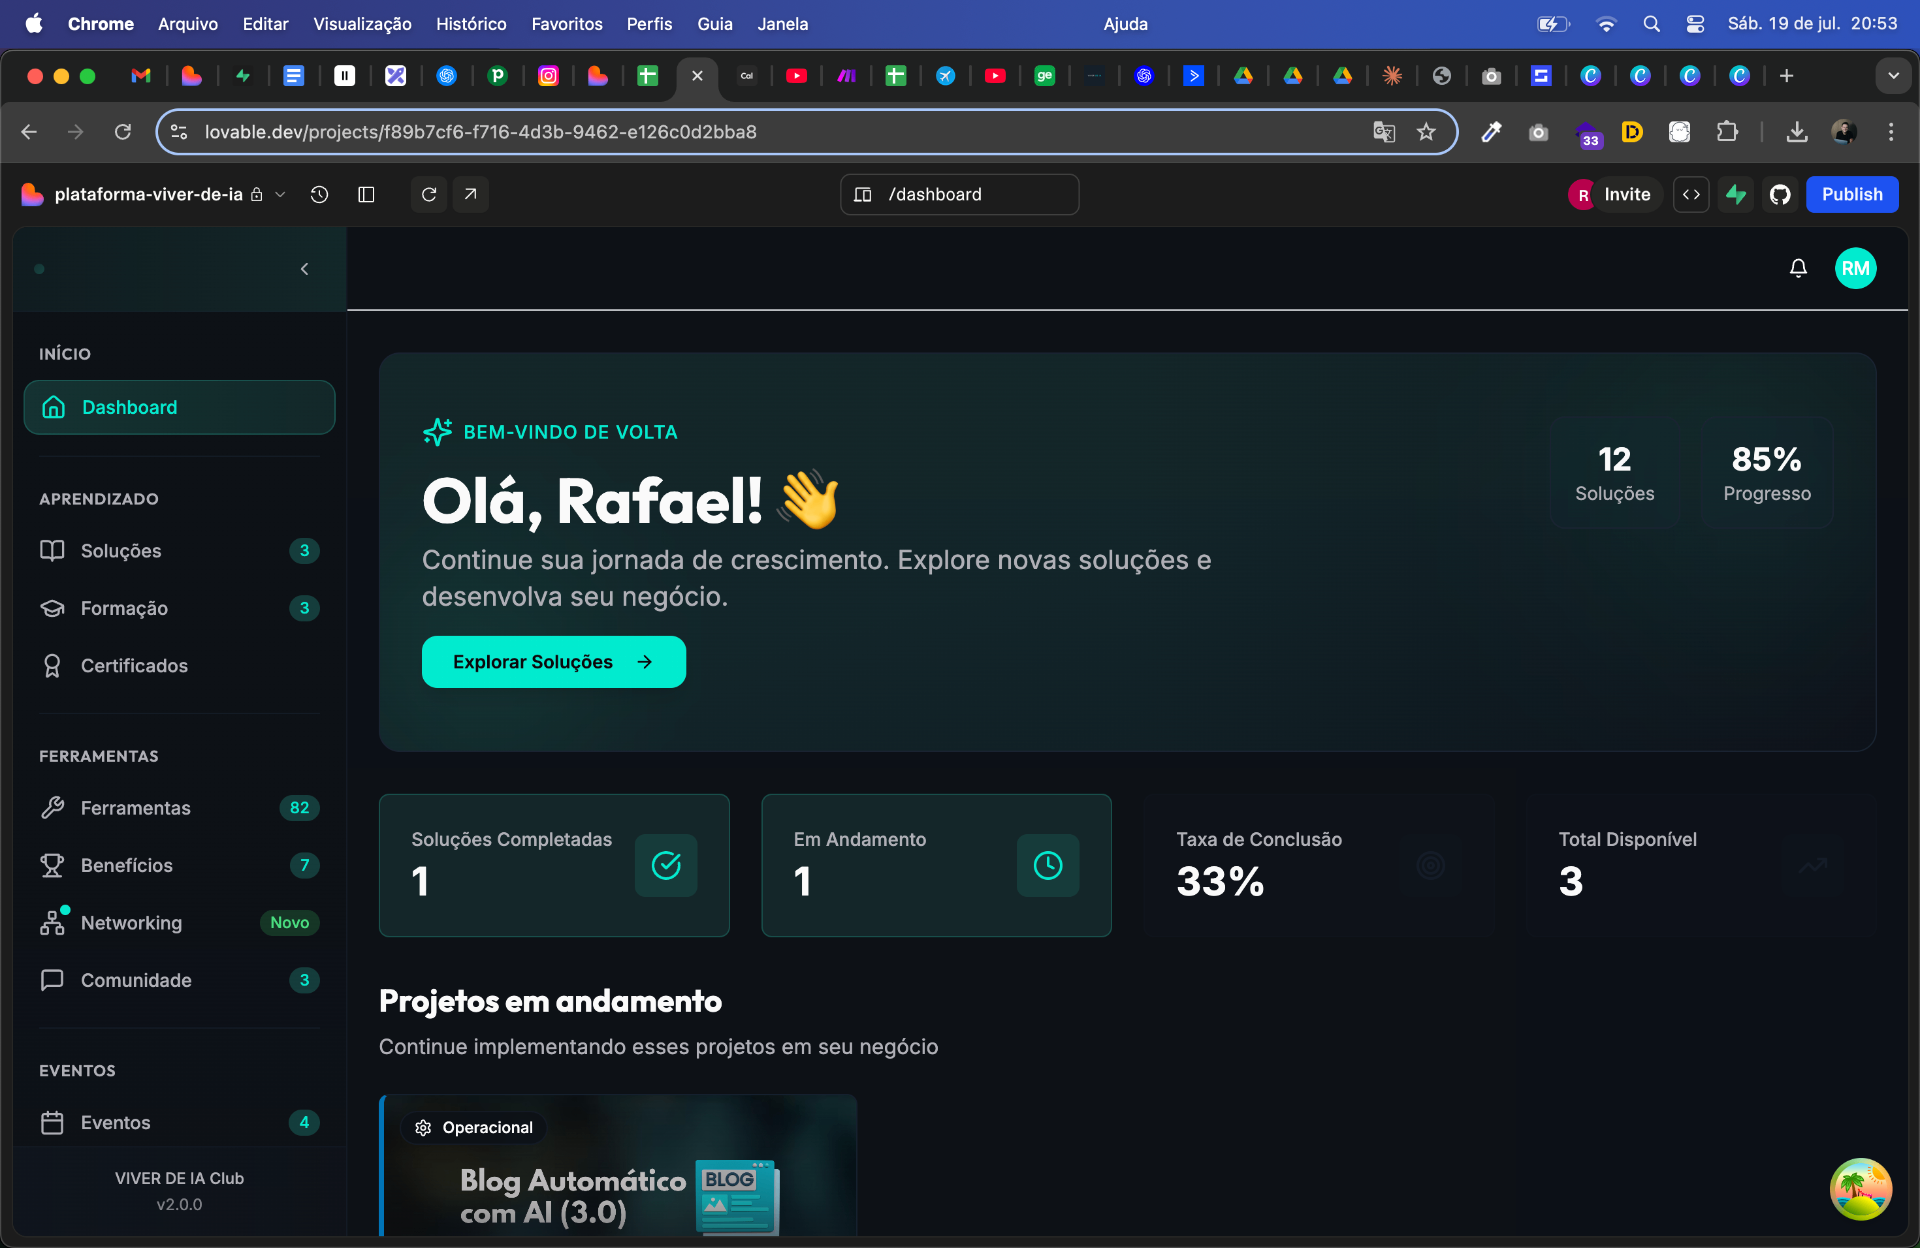 Chrome Arquivo Editar Visualização Histórico Favoritos Perfis Guia Janela Ajuda Sáb. 19 de jul. 20:53
lovable.dev/projects/f89b7cf6-f716-4d3b-9462-e126c0d2bba8
33
plataforma-viver-de-ia
/dashboard
R Invite
Publish
RM
INÍCIO
Dashboard
APRENDIZADO
Soluções 3
Formação 3
Certificados
FERRAMENTAS
Ferramentas 82
Benefícios 7
Networking Novo
Comunidade 3
EVENTOS
Eventos 4
VIVER DE IA Club
v2.0.0
BEM-VINDO DE VOLTA
Olá, Rafael! 👋
Continue sua jornada de crescimento. Explore novas soluções e
desenvolva seu negócio.
Explorar Soluções
12
Soluções
85%
Progresso
Soluções Completadas
1
Em Andamento
1
Taxa de Conclusão
33%
Total Disponível
3
Projetos em andamento
Continue implementando esses projetos em seu negócio
Operacional
Blog Automático
com AI (3.0)
BLOG